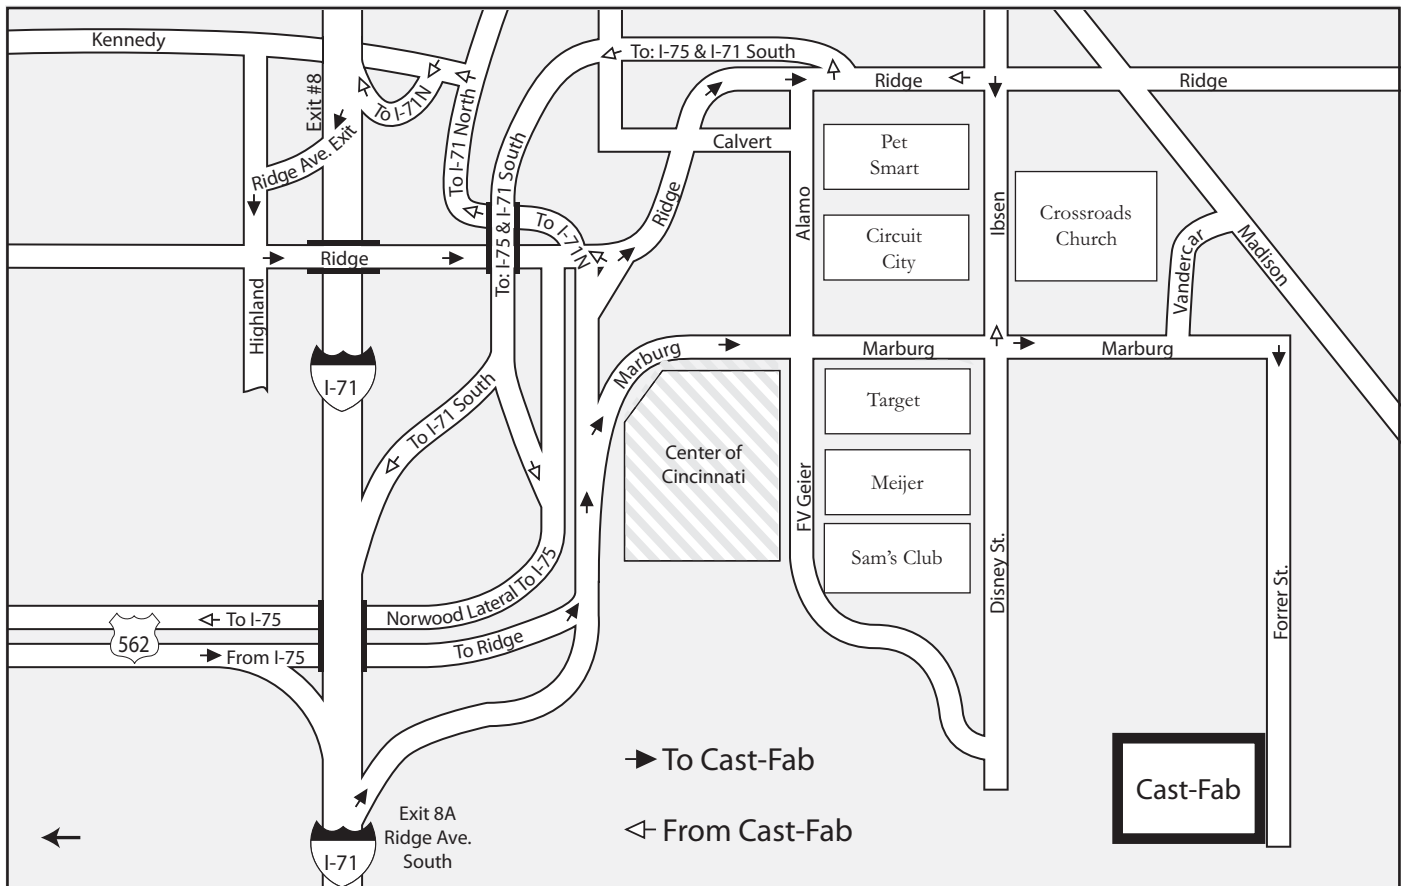 Kennedy
Exit #8
To I-71N
To: I-75 & I-71 South
Ridge
Ridge
Ridge Ave. Exit
To I-71 North
To: I-75 & I-71 South
Calvert
Pet
Smart
Alamo
Ibsen
Crossroads
Church
Circuit
City
Ridge
To I-71N
Ridge
Highland
Vandercar
Madison
Marburg
Marburg
Marburg
I-71
To I-71 South
Target
Center of
Cincinnati
Meijer
FV Geier
Sam's Club
Disney St.
Forrer St.
Norwood Lateral To I-75
To I-75
562
From I-75
To Ridge
To Cast-Fab
From Cast-Fab
Cast-Fab
Exit 8A
Ridge Ave.
South
I-71